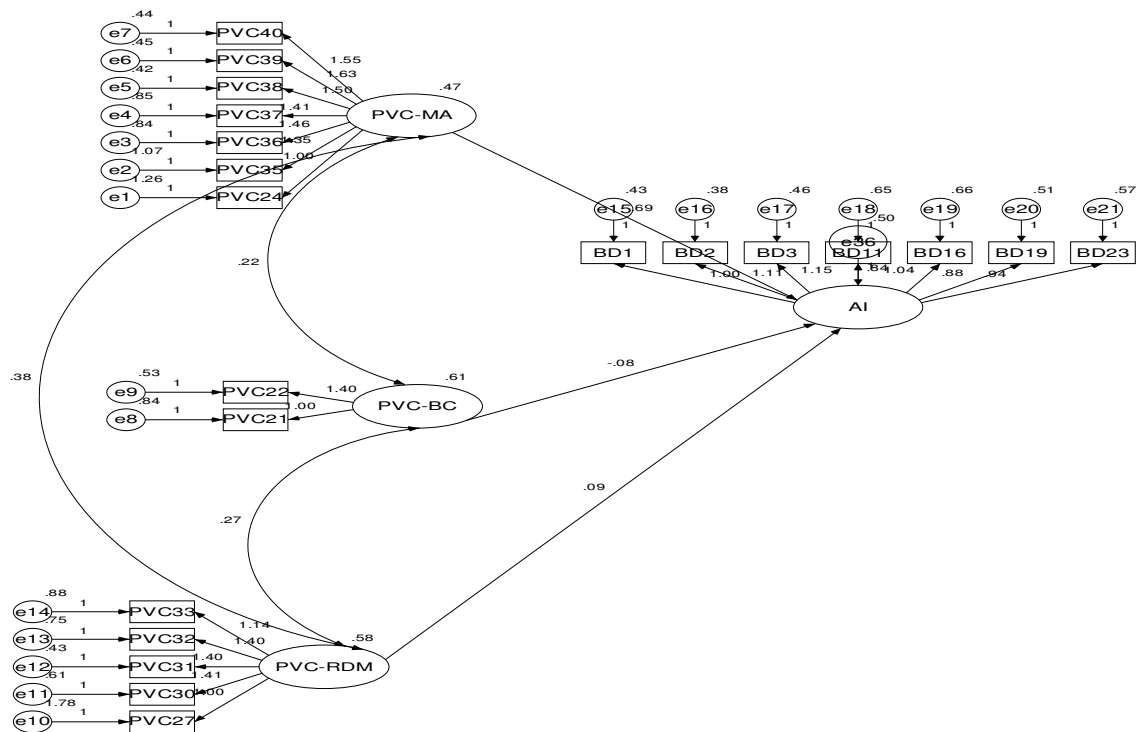 .44
e7 1 PVC40
.45
e6 1 PVC39
.42
e5 1 PVC38
.85
e4 1 PVC37
.84
e3 1 PVC36
1.07
e2 1 PVC35
1.26
e1 1 PVC24
1.55
1.63
1.50
1.41
1.46
1.35
1.00
.47
PVC-MA
.69
.43 .38 .46 .65 .66 .51 .57
e15 e16 e17 e18 e19 e20 e21
1 1 1 1 1 1 1
.50
e36
BD1 BD2 BD3 BD11 BD16 BD19 BD23
1.00 1.11 1.15 .84 1.04 .88 .94
AI
.22
.38
-.08
.53
e9 1 PVC22
.84
e8 1 PVC21
1.40
1.00
.61
PVC-BC
.09
.27
.88
e14 1 PVC33
.75
e13 1 PVC32
.43
e12 1 PVC31
.61
e11 1 PVC30
1.78
e10 1 PVC27
1.14
1.40
1.40
1.41
1.00
.58
PVC-RDM